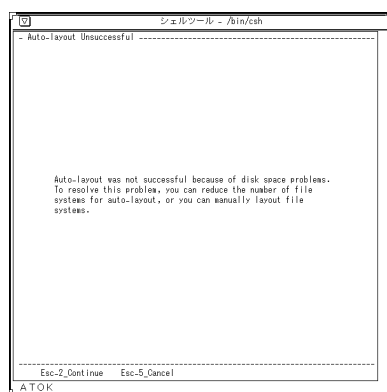 シェルツール - /bin/csh
- Auto-layout Unsuccessful ----------------------------------------
Auto-layout was not successful because of disk space problems.
To resolve this problem, you can reduce the number of file
systems for auto-layout, or you can manually layout file
systems.
--------------------------------------------------------------------
Esc-2_Continue Esc-5_Cancel
ATOK